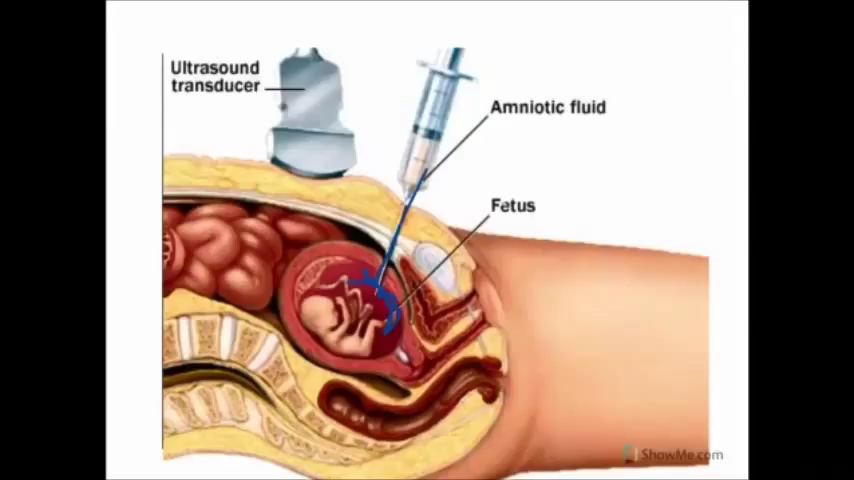 Ultrasound
transducer
Amniotic fluid
Fetus
ShowMe.com